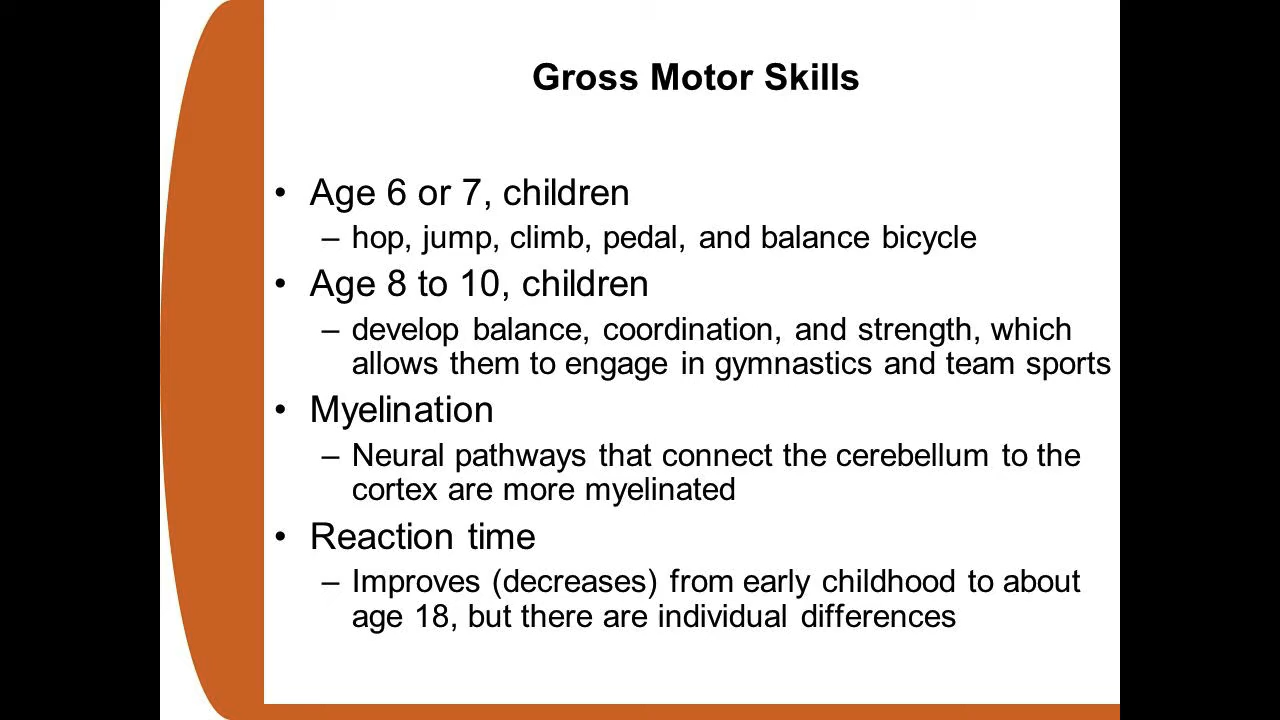 Gross Motor Skills
• Age 6 or 7, children
– hop, jump, climb, pedal, and balance bicycle
• Age 8 to 10, children
– develop balance, coordination, and strength, which
allows them to engage in gymnastics and team sports
• Myelination
– Neural pathways that connect the cerebellum to the
cortex are more myelinated
• Reaction time
– Improves (decreases) from early childhood to about
age 18, but there are individual differences